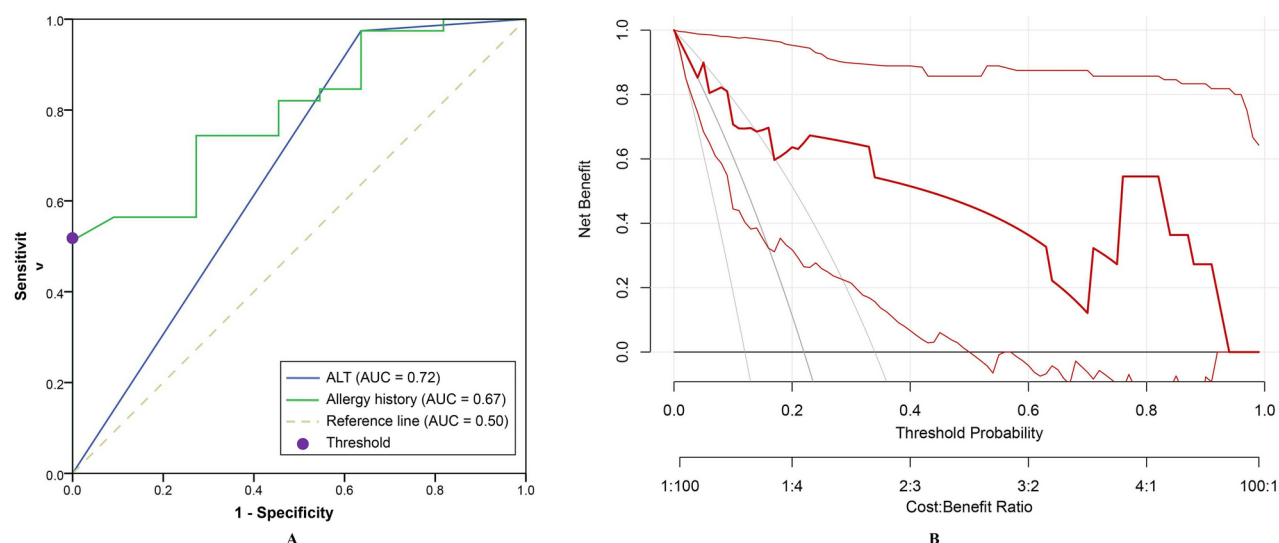 1.0
0.8
0.6
0.4
0.2
0.0
Sensitivit
y
ALT (AUC = 0.72)
Allergy history (AUC = 0.67)
Reference line (AUC = 0.50)
Threshold
0.0 0.2 0.4 0.6 0.8 1.0
1 - Specificity
A
1.0
0.8
0.6
0.4
0.2
0.0
Net Benefit
0.0 0.2 0.4 0.6 0.8 1.0
Threshold Probability
1:100 1:4 2:3 3:2 4:1 100:1
Cost:Benefit Ratio
B